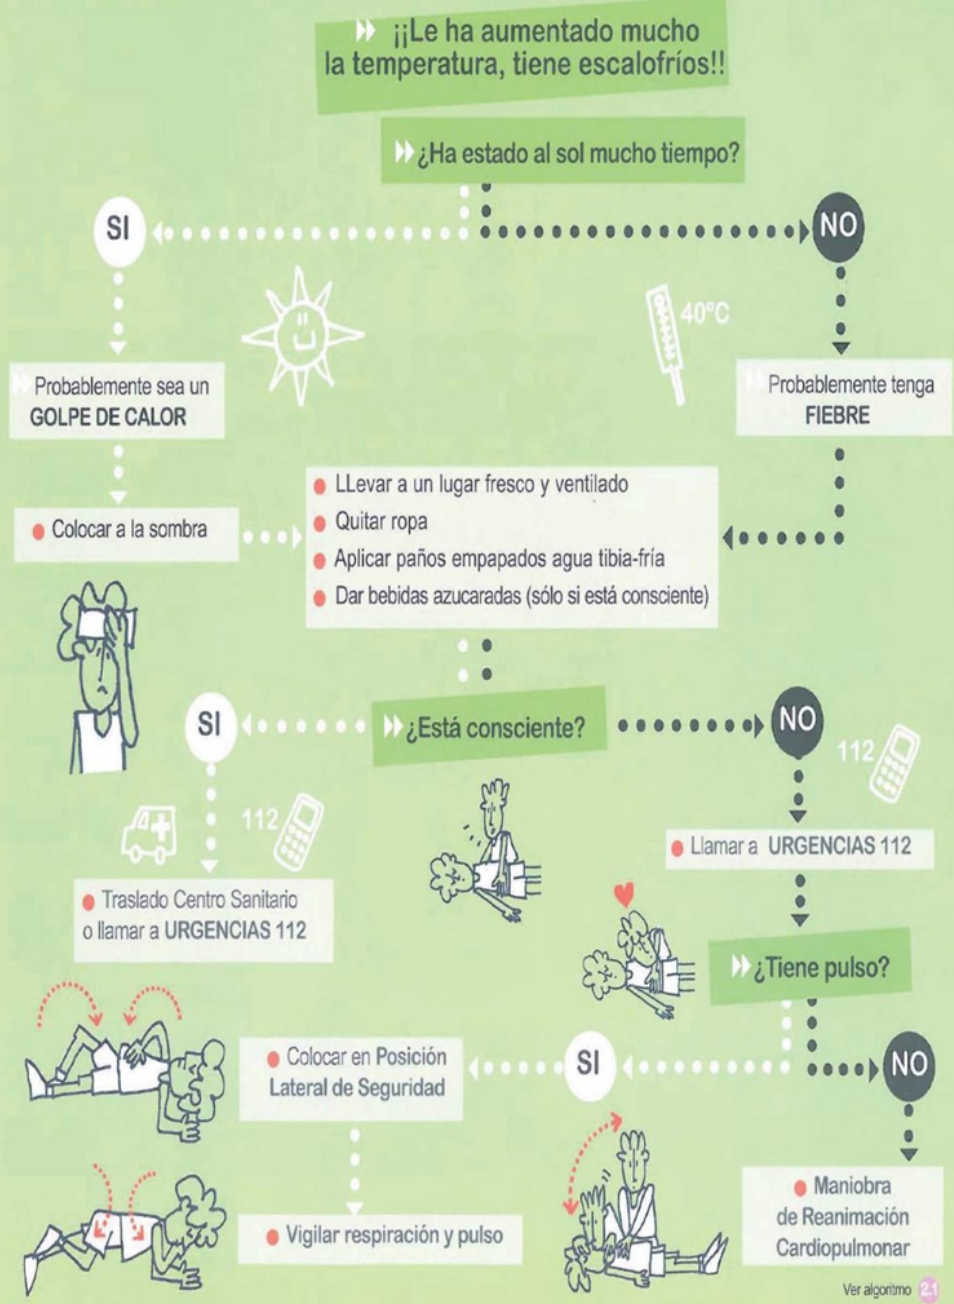 ¡¡Le ha aumentado mucho
la temperatura, tiene escalofríos!!
¿Ha estado al sol mucho tiempo?
SI
NO
40ºC
Probablemente sea un
GOLPE DE CALOR
Probablemente tenga
FIEBRE
Colocar a la sombra
LLevar a un lugar fresco y ventilado
Quitar ropa
Aplicar paños empapados agua tibia-fría
Dar bebidas azucaradas (sólo si está consciente)
¿Está consciente?
SI
NO
112
112
Llamar a URGENCIAS 112
Traslado Centro Sanitario
o llamar a URGENCIAS 112
¿Tiene pulso?
SI
NO
Colocar en Posición
Lateral de Seguridad
Vigilar respiración y pulso
Maniobra
de Reanimación
Cardiopulmonar
Ver algoritmo 2.1